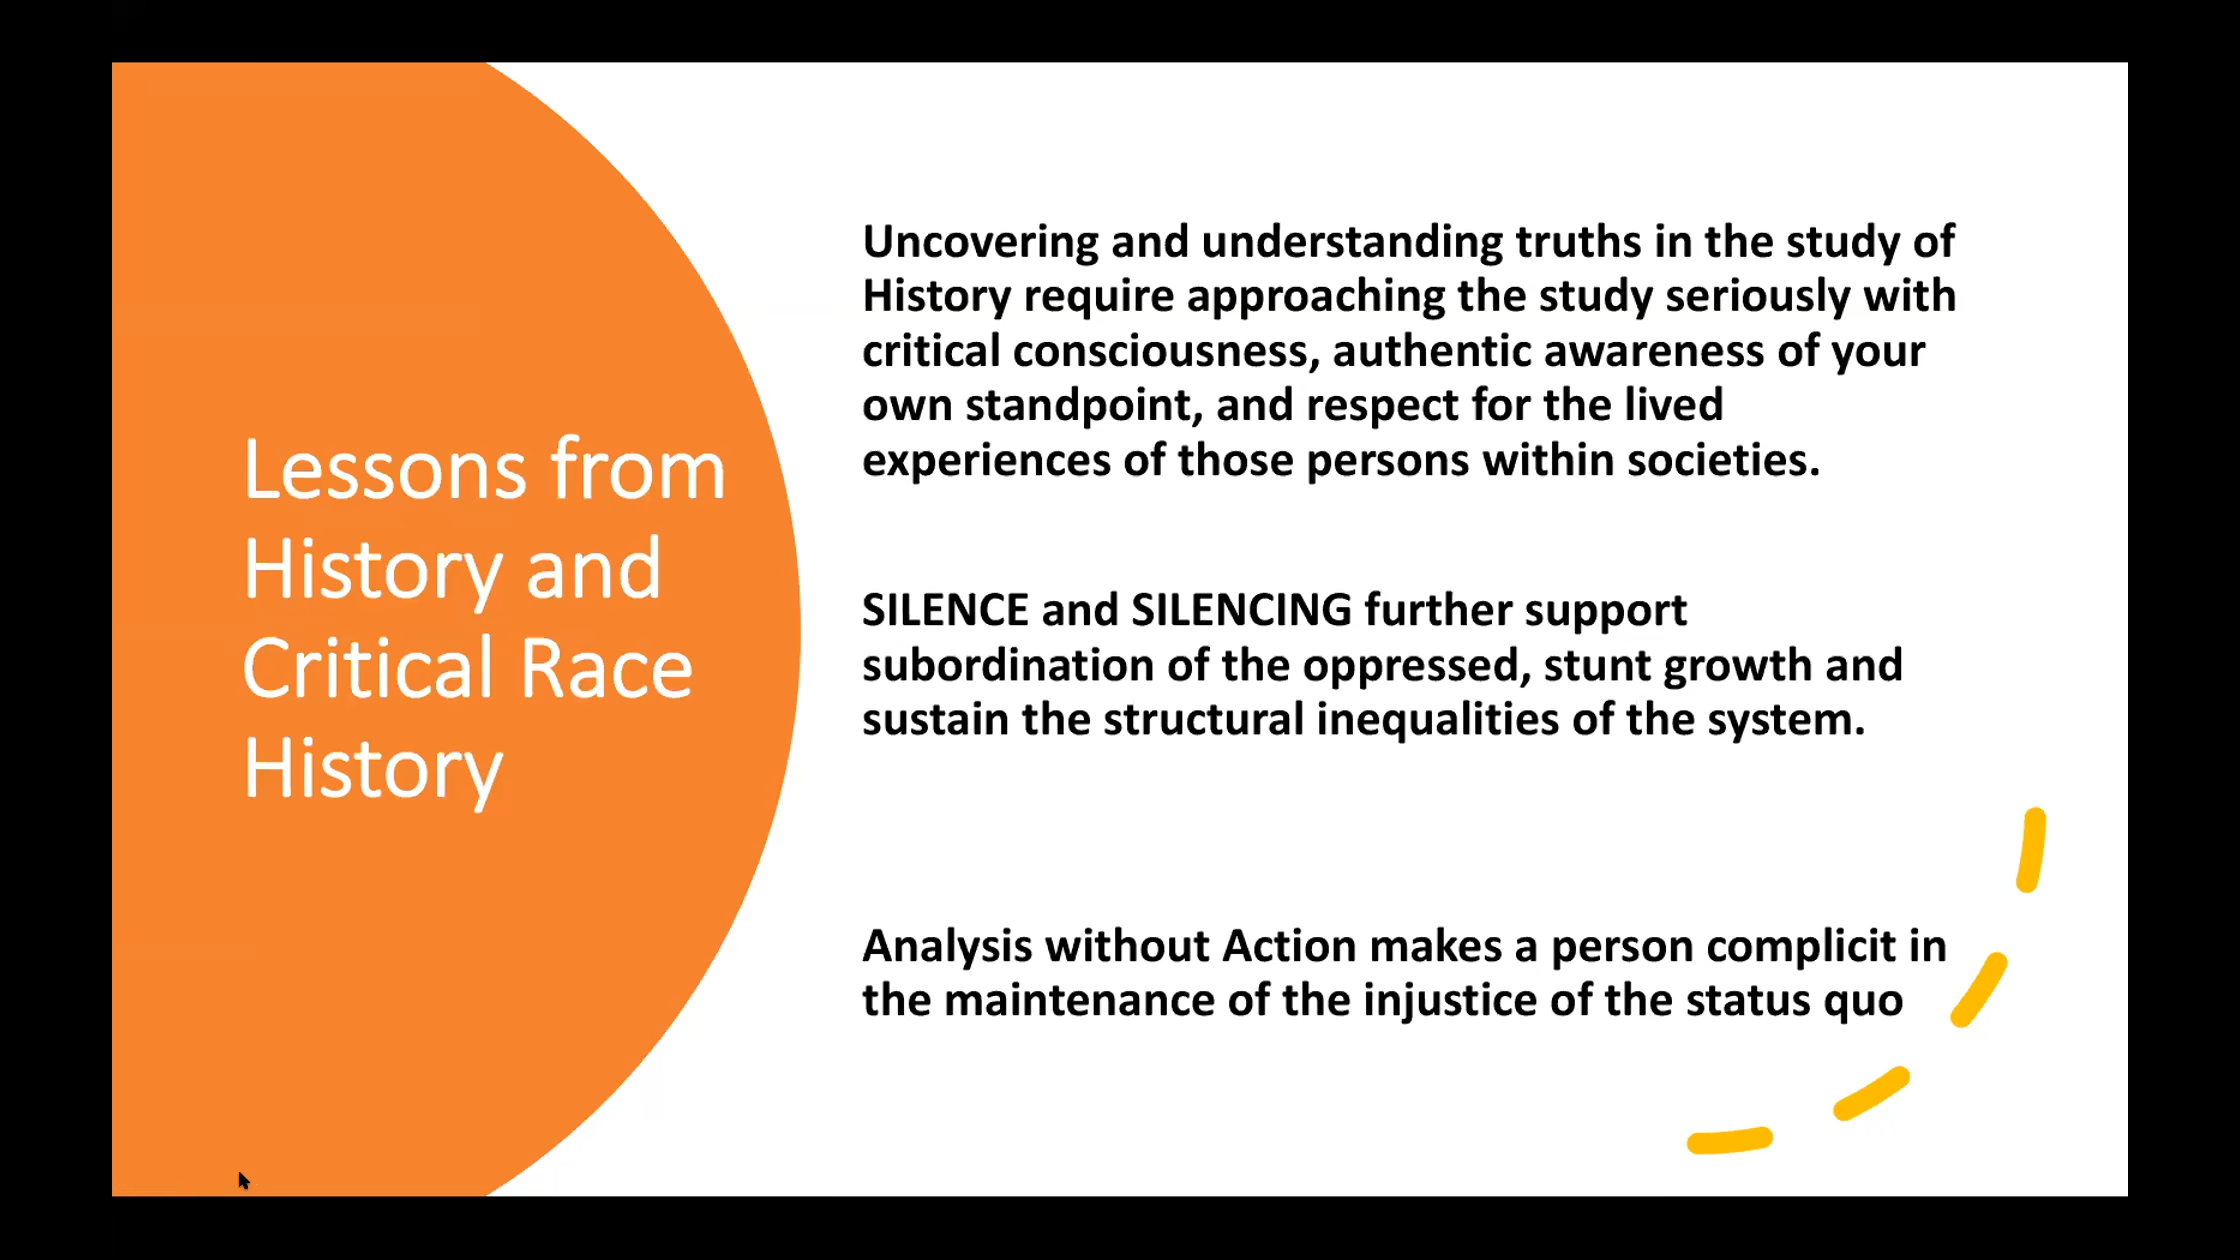 Lessons from
History and
Critical Race
History
Uncovering and understanding truths in the study of
History require approaching the study seriously with
critical consciousness, authentic awareness of your
own standpoint, and respect for the lived
experiences of those persons within societies.
SILENCE and SILENCING further support
subordination of the oppressed, stunt growth and
sustain the structural inequalities of the system.
Analysis without Action makes a person complicit in
the maintenance of the injustice of the status quo